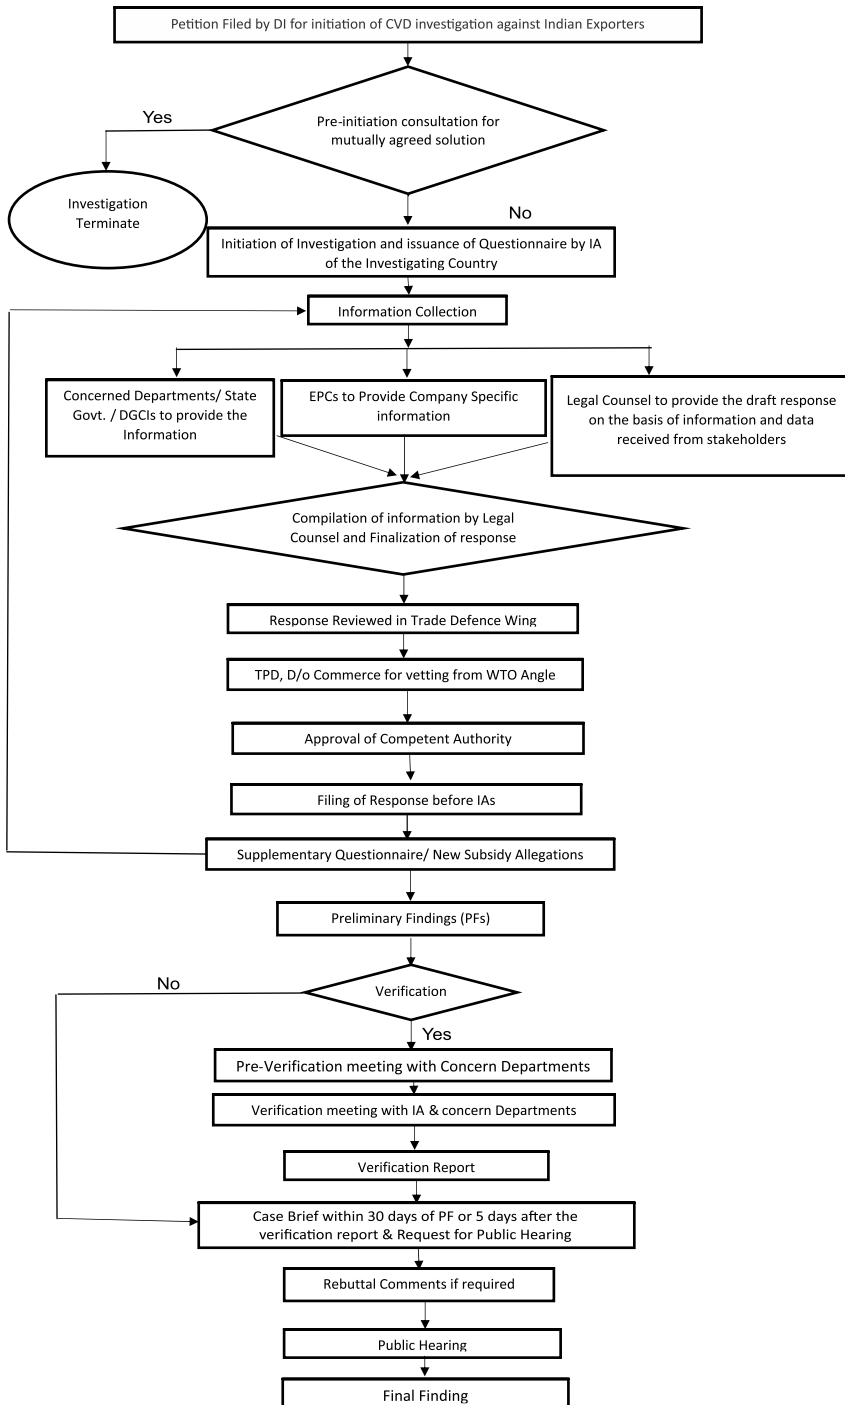 Petition Filed by DI for initiation of CVD investigation against Indian Exporters
Yes
Pre-initiation consultation for
mutually agreed solution
Investigation
Terminate
No
Initiation of Investigation and issuance of Questionnaire by IA
of the Investigating Country
Information Collection
Concerned Departments/ State
Govt. / DGCIs to provide the
Information
EPCs to Provide Company Specific
information
Legal Counsel to provide the draft response
on the basis of information and data
received from stakeholders
Compilation of information by Legal
Counsel and Finalization of response
Response Reviewed in Trade Defence Wing
TPD, D/o Commerce for vetting from WTO Angle
Approval of Competent Authority
Filing of Response before IAs
Supplementary Questionnaire/ New Subsidy Allegations
Preliminary Findings (PFs)
No
Verification
Yes
Pre-Verification meeting with Concern Departments
Verification meeting with IA & concern Departments
Verification Report
Case Brief within 30 days of PF or 5 days after the
verification report & Request for Public Hearing
Rebuttal Comments if required
Public Hearing
Final Finding